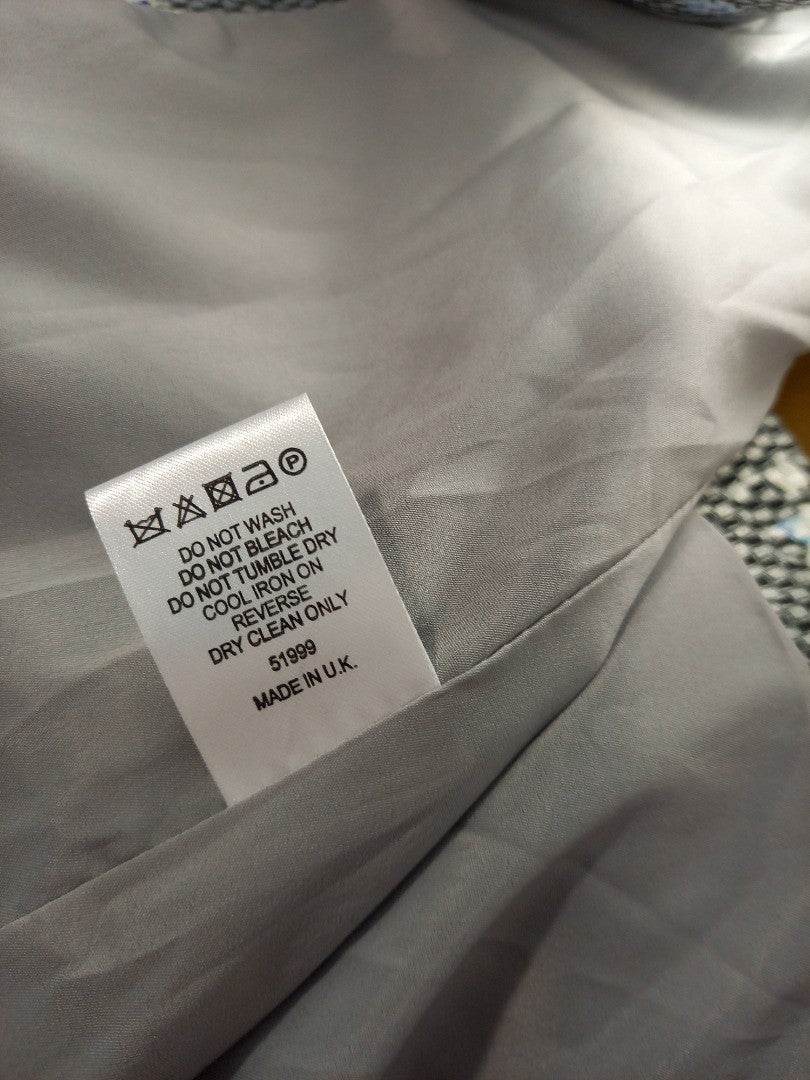 P
DO NOT WASH
DO NOT BLEACH
DO NOT TUMBLE DRY
COOL IRON ON
REVERSE
DRY CLEAN ONLY
51999
MADE IN U.K.